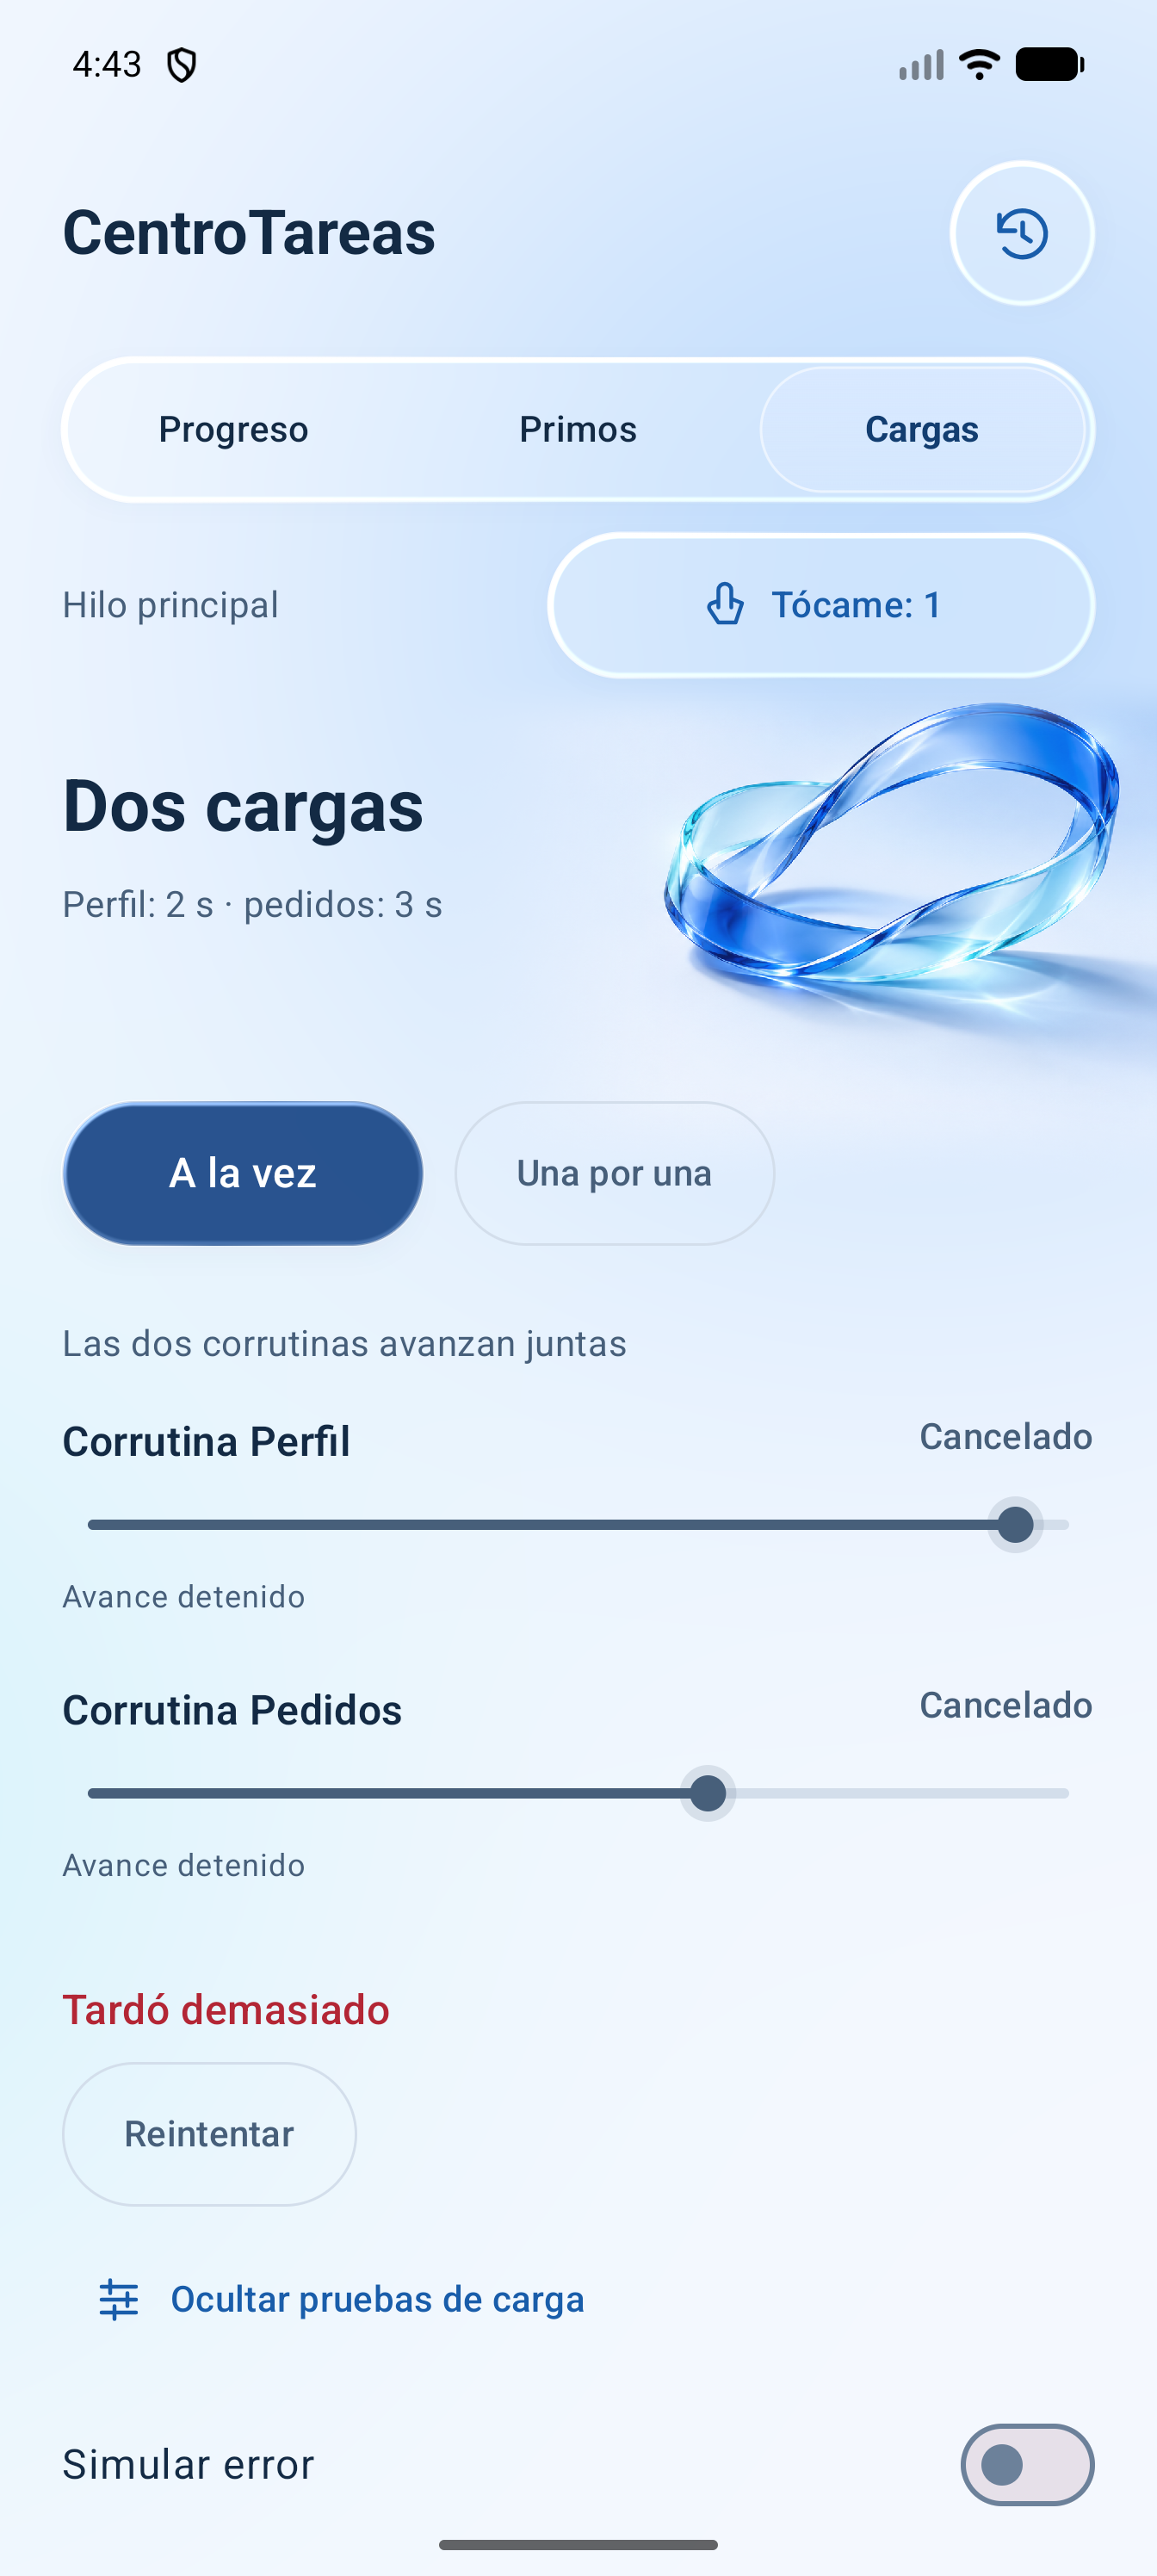 4:43
CentroTareas
Progreso Primos Cargas
Hilo principal Tócame: 1
Dos cargas
Perfil: 2 s · pedidos: 3 s
A la vez Una por una
Las dos corrutinas avanzan juntas
Corrutina Perfil Cancelado
Avance detenido
Corrutina Pedidos Cancelado
Avance detenido
Tardó demasiado
Reintentar
Ocultar pruebas de carga
Simular error